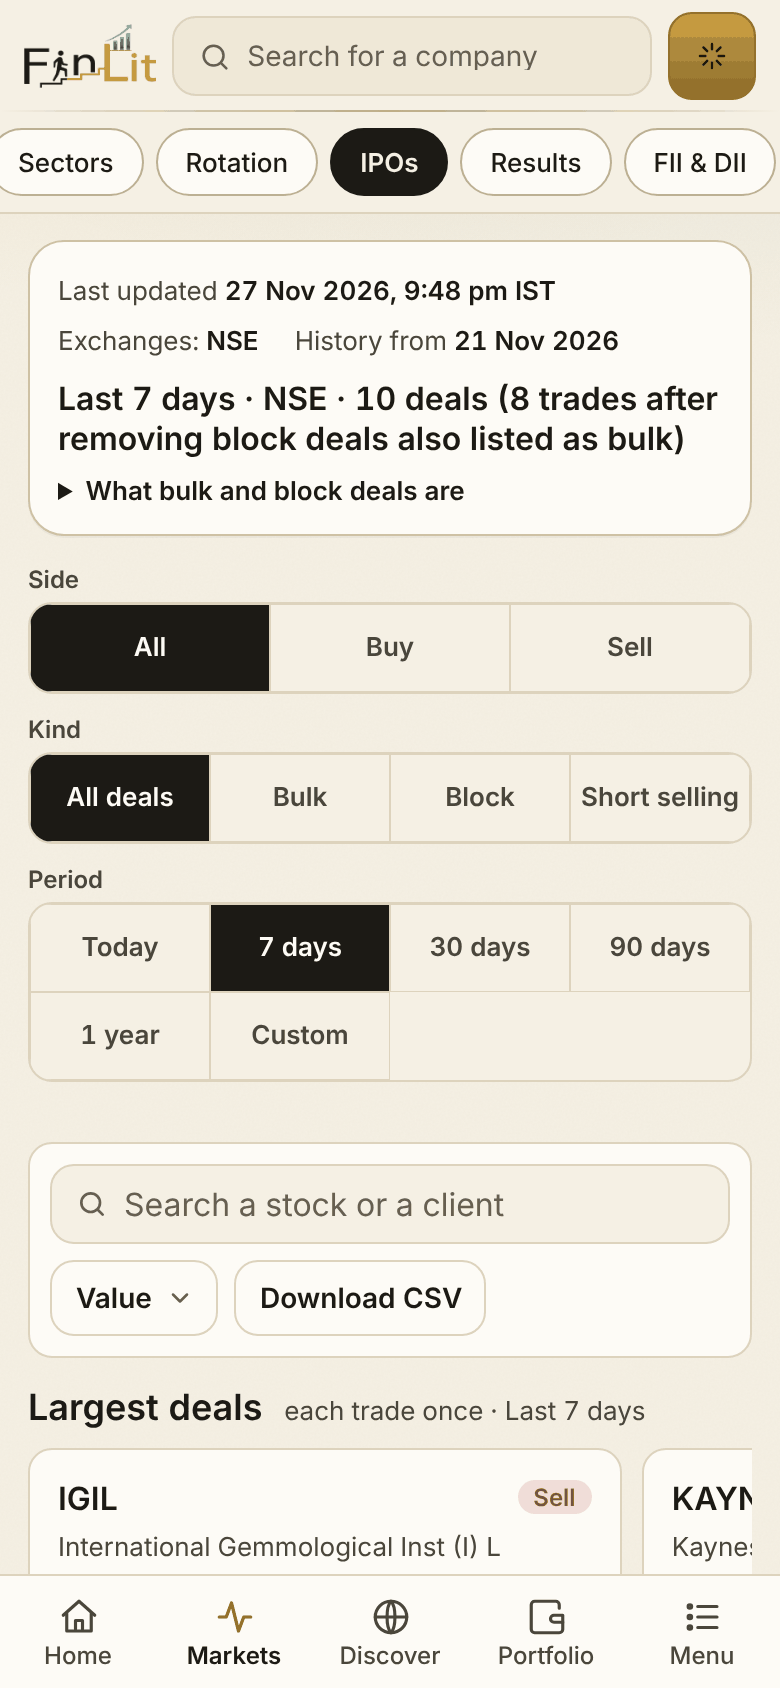 FinLit
Search for a company
Sectors
Rotation
IPOs
Results
FII & DII
Last updated 27 Nov 2026, 9:48 pm IST
Exchanges: NSE History from 21 Nov 2026
Last 7 days · NSE · 10 deals (8 trades after
removing block deals also listed as bulk)
What bulk and block deals are
Side
All
Buy
Sell
Kind
All deals
Bulk
Block
Short selling
Period
Today
7 days
30 days
90 days
1 year
Custom
Search a stock or a client
Value
Download CSV
Largest deals each trade once · Last 7 days
IGIL
Sell
International Gemmological Inst (I) L
KAYN
Kaynes
Home
Markets
Discover
Portfolio
Menu